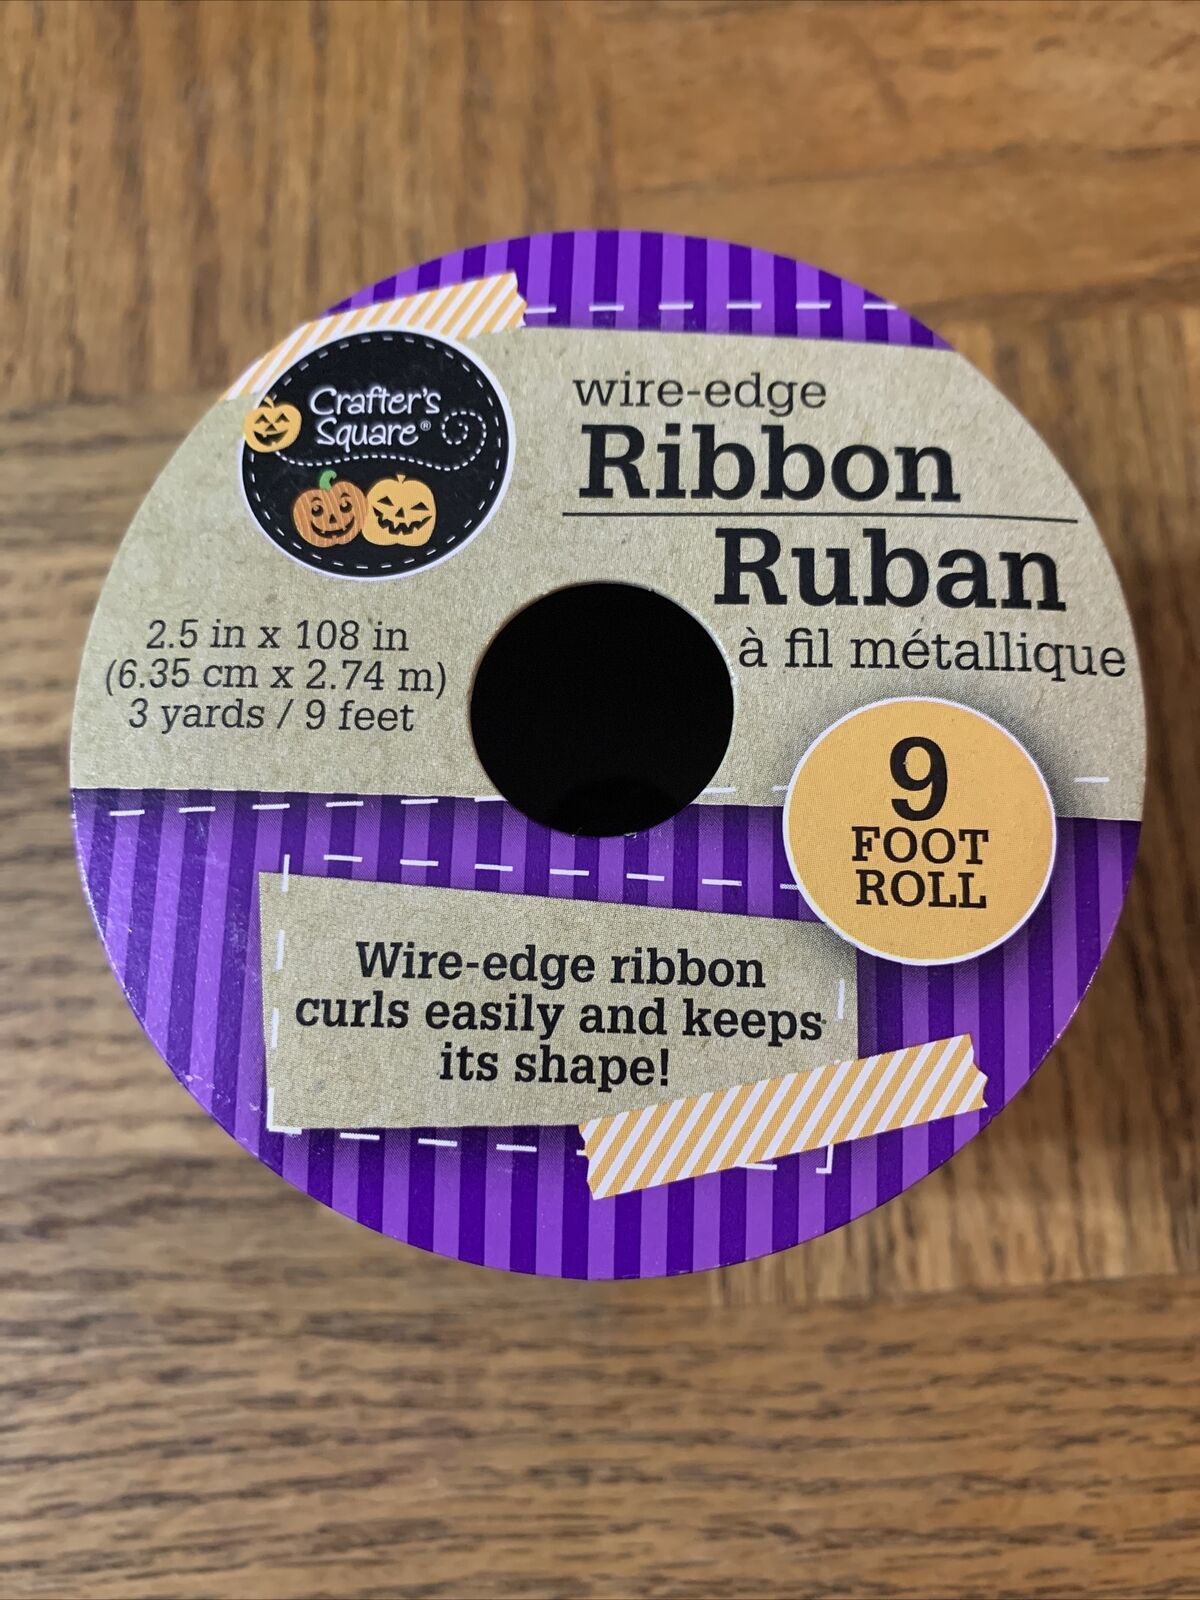 Crafter's
Square®
wire-edge
Ribbon
Ruban
à fil métallique
2.5 in x 108 in
(6.35 cm x 2.74 m)
3 yards / 9 feet
9
FOOT
ROLL
Wire-edge ribbon
curls easily and keeps
its shape!